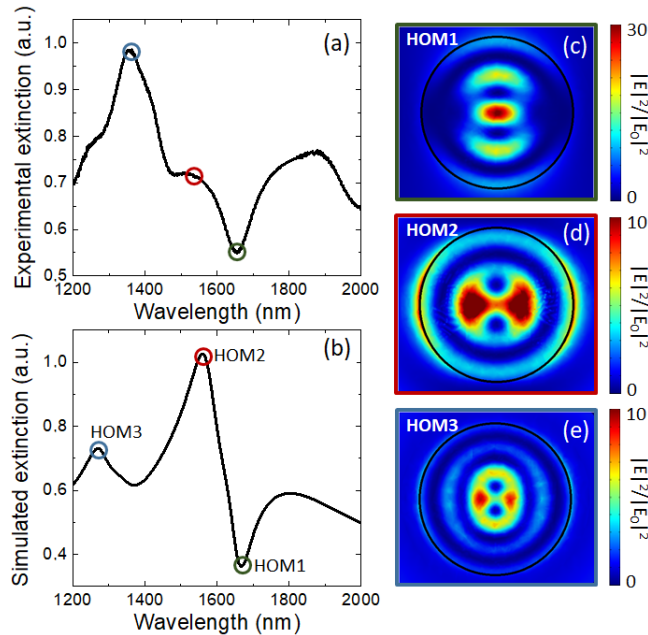 (a)
Experimental extinction (a.u.)
1.0
0.9
0.8
0.7
0.6
0.5
1200 1400 1600 1800 2000
Wavelength (nm)
(b)
Simulated extinction (a.u.)
1.0
0.8
0.6
0.4
HOM2
HOM3
HOM1
1200 1400 1600 1800 2000
Wavelength (nm)
HOM1
(c)
30
|E|²/|E₀|²
0
HOM2
(d)
10
|E|²/|E₀|²
0
HOM3
(e)
10
|E|²/|E₀|²
0